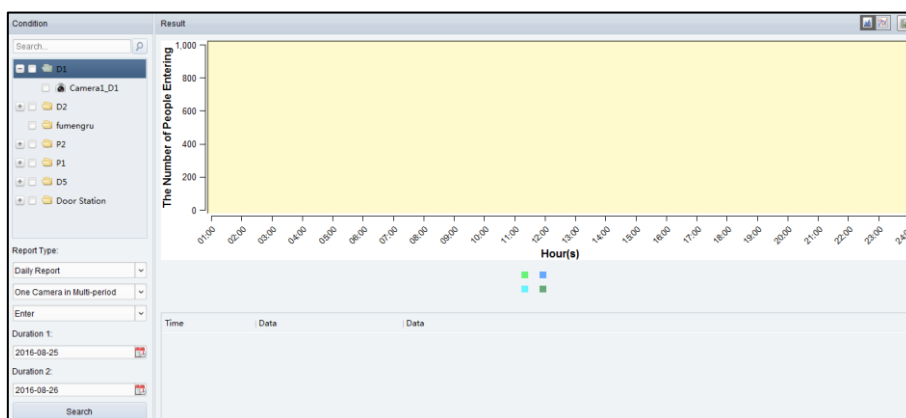 Condition
Search...
D1
Camera1_D1
D2
fumengru
P2
P1
D5
Door Station
Report Type:
Daily Report
One Camera in Multi-period
Enter
Duration 1:
2016-08-25
Duration 2:
2016-08-26
Search
Result
The Number of People Entering
1,000
800
600
400
200
0
01:00 02:00 03:00 04:00 05:00 06:00 07:00 08:00 09:00 10:00 11:00 12:00 13:00 14:00 15:00 16:00 17:00 18:00 19:00 20:00 21:00 22:00 23:00 24:0
Hour(s)
Time Data Data